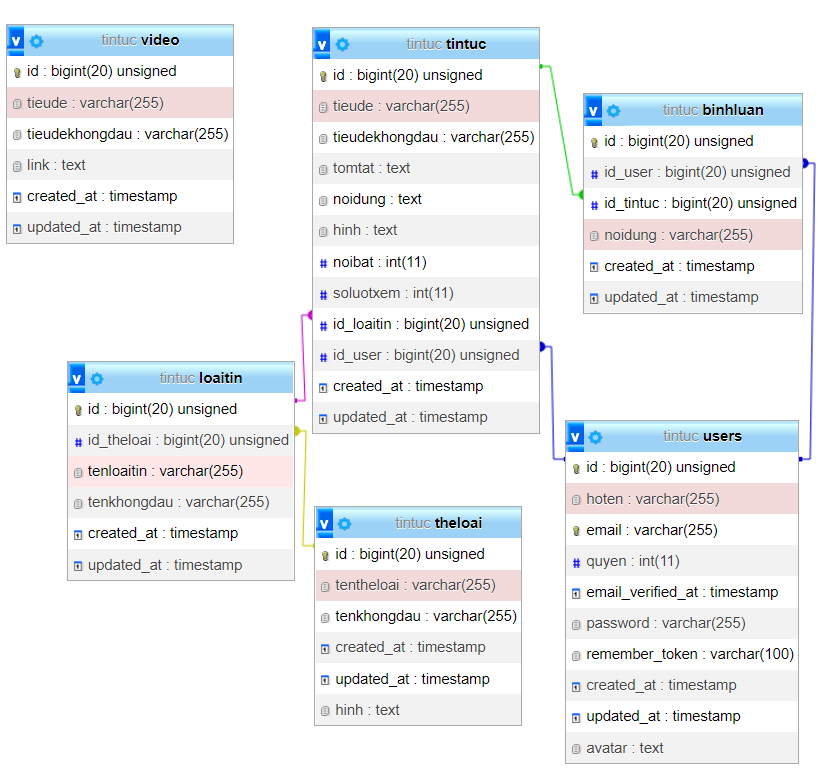 v tintuc video
id : bigint(20) unsigned
tieude : varchar(255)
tieudekhongdau : varchar(255)
link : text
created_at : timestamp
updated_at : timestamp
v tintuc tintuc
id : bigint(20) unsigned
tieude : varchar(255)
tieudekhongdau : varchar(255)
tomtat : text
noidung : text
hinh : text
# noibat : int(11)
# soluotxem : int(11)
# id_loaitin : bigint(20) unsigned
# id_user : bigint(20) unsigned
created_at : timestamp
updated_at : timestamp
v tintuc binhluan
id : bigint(20) unsigned
# id_user : bigint(20) unsigned
# id_tintuc : bigint(20) unsigned
noidung : varchar(255)
created_at : timestamp
updated_at : timestamp
v tintuc loaitin
id : bigint(20) unsigned
# id_theloai : bigint(20) unsigned
tenloaitin : varchar(255)
tenkhongdau : varchar(255)
created_at : timestamp
updated_at : timestamp
v tintuc theloai
id : bigint(20) unsigned
tentheloai : varchar(255)
tenkhongdau : varchar(255)
created_at : timestamp
updated_at : timestamp
hinh : text
v tintuc users
id : bigint(20) unsigned
hoten : varchar(255)
email : varchar(255)
# quyen : int(11)
email_verified_at : timestamp
password : varchar(255)
remember_token : varchar(100)
created_at : timestamp
updated_at : timestamp
avatar : text